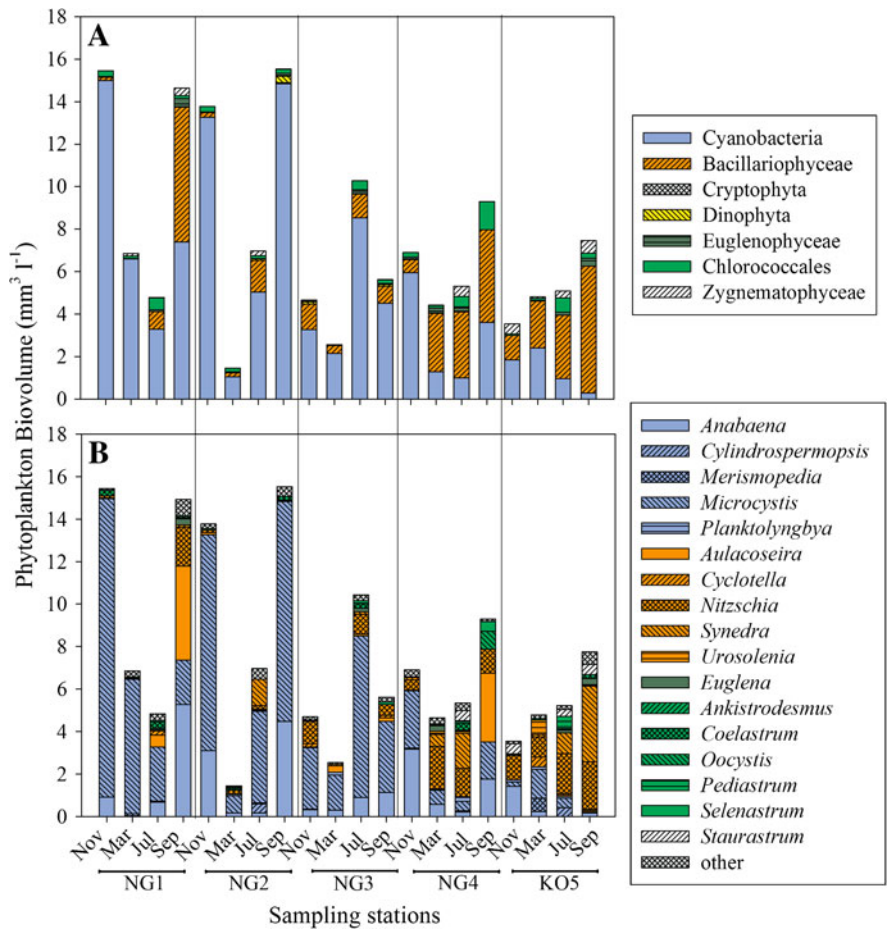 A
18
16
14
12
10
8
6
4
2
0
Cyanobacteria
Bacillariophyceae
Cryptophyta
Dinophyta
Euglenophyceae
Chlorococcales
Zygnematophyceae
Phytoplankton Biovolume (mm³ l⁻¹)
B
18
16
14
12
10
8
6
4
2
0
Anabaena
Cylindrospermopsis
Merismopedia
Microcystis
Planktolyngbya
Aulacoseira
Cyclotella
Nitzschia
Synedra
Urosolenia
Euglena
Ankistrodesmus
Coelastrum
Oocystis
Pediastrum
Selenastrum
Staurastrum
other
Nov Mar Jul Sep Nov Mar Jul Sep Nov Mar Jul Sep Nov Mar Jul Sep Nov Mar Jul Sep
NG1 NG2 NG3 NG4 KO5
Sampling stations